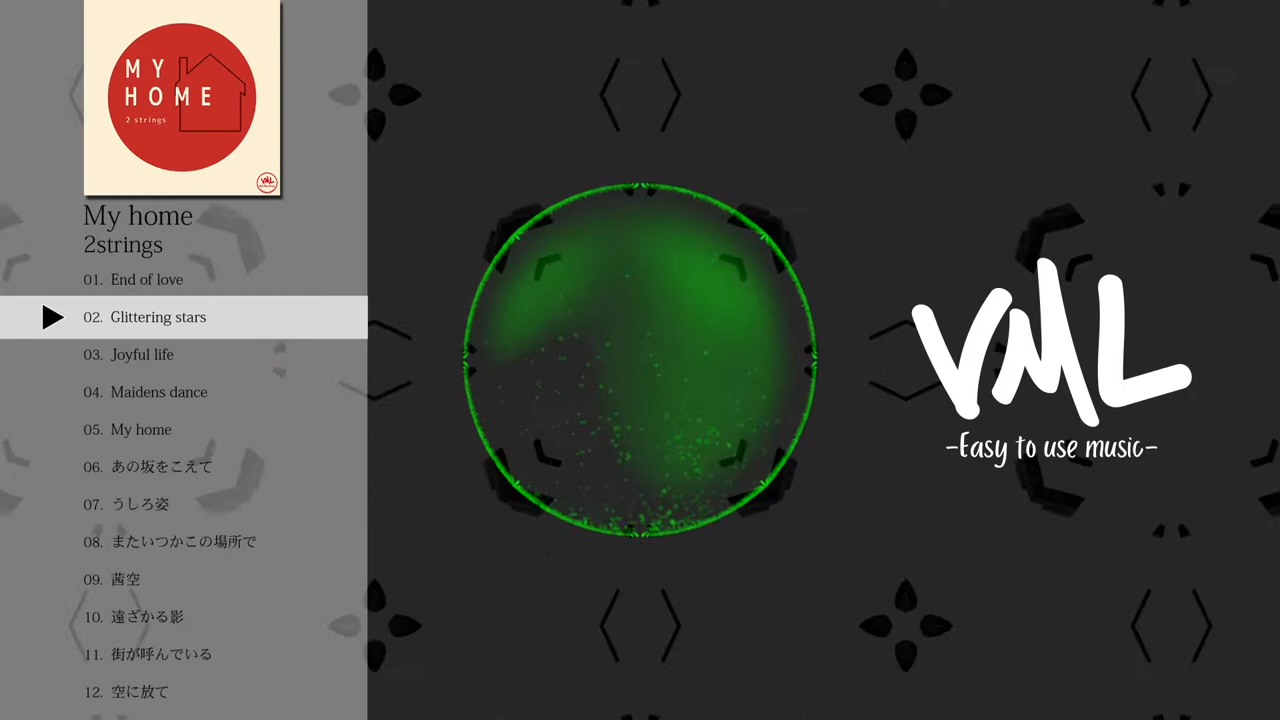 MY
HOME
2 strings
VML
My home
2strings
01. End of love
02. Glittering stars
03. Joyful life
04. Maidens dance
05. My home
06. あの坂をこえて
07. うしろ姿
08. またいつかこの場所で
09. 茜空
10. 遠ざかる影
11. 街が呼んでいる
12. 空に放て
VML
-Easy to use music-